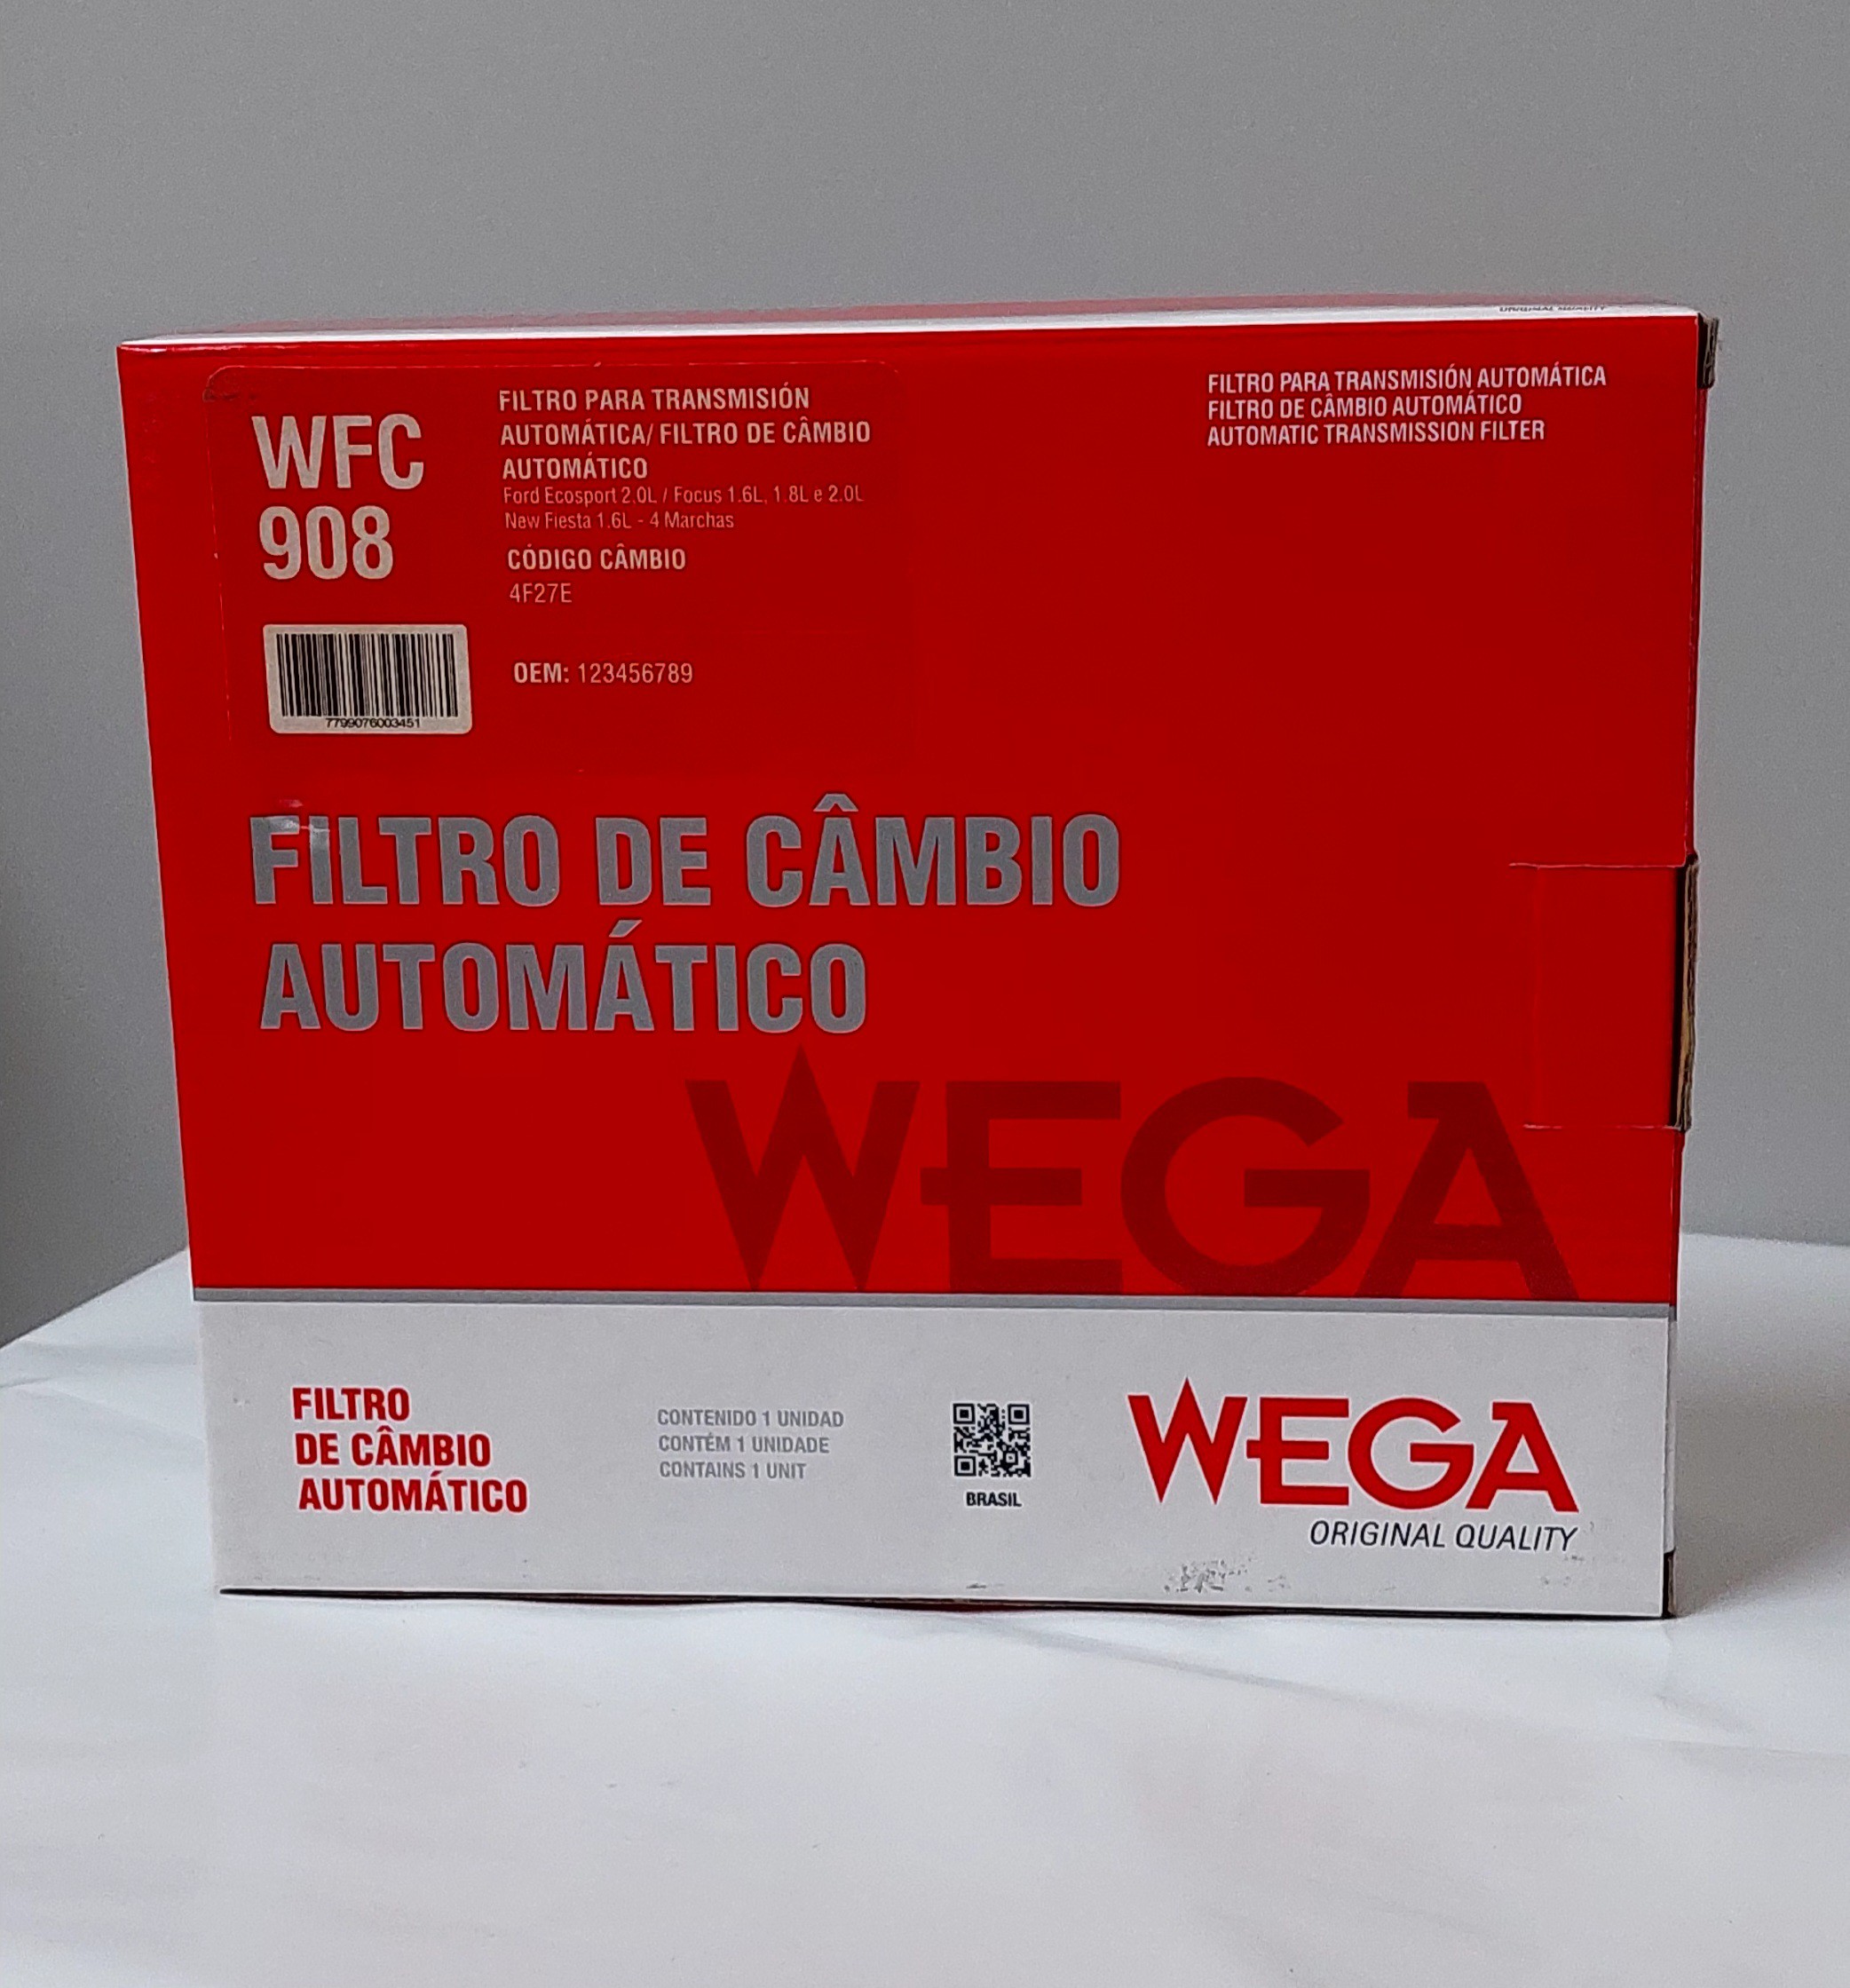 ORIGINAL QUALITY
WFC
908
FILTRO PARA TRANSMISIÓN
AUTOMÁTICA/ FILTRO DE CÂMBIO
AUTOMÁTICO
Ford Ecosport 2.0L / Focus 1.6L, 1.8L e 2.0L
New Fiesta 1.6L - 4 Marchas
CÓDIGO CÂMBIO
4F27E
OEM: 123456789
7799076003451
FILTRO PARA TRANSMISIÓN AUTOMÁTICA
FILTRO DE CÂMBIO AUTOMÁTICO
AUTOMATIC TRANSMISSION FILTER
FILTRO DE CÂMBIO
AUTOMÁTICO
WEGA
FILTRO
DE CÂMBIO
AUTOMÁTICO
CONTENIDO 1 UNIDAD
CONTÉM 1 UNIDADE
CONTAINS 1 UNIT
BRASIL
WEGA
ORIGINAL QUALITY